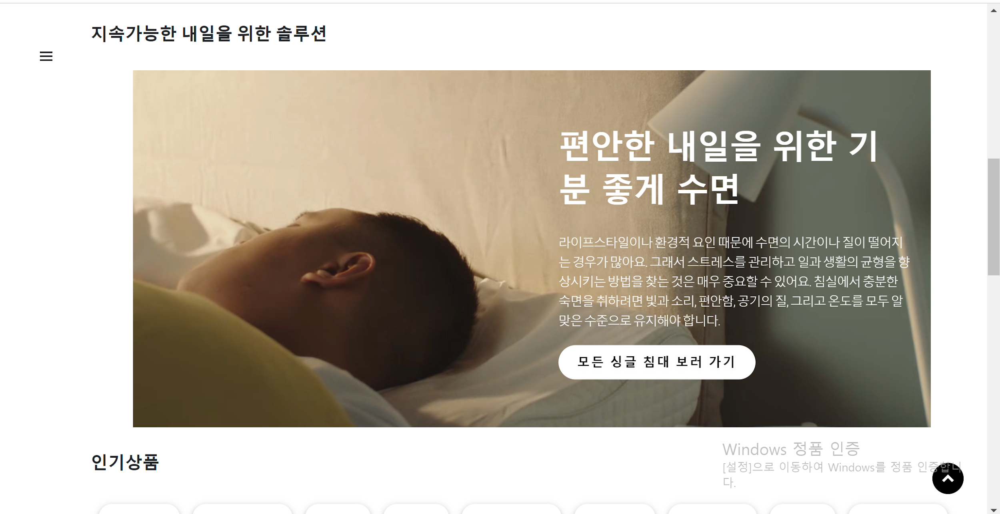 지속가능한 내일을 위한 솔루션
편안한 내일을 위한 기
분 좋게 수면
라이프스타일이나 환경적 요인 때문에 수면의 시간이나 질이 떨어지
는 경우가 많아요. 그래서 스트레스를 관리하고 일과 생활의 균형을 향
상시키는 방법을 찾는 것은 매우 중요할 수 있어요. 침실에서 충분한
숙면을 취하려면 빛과 소리, 편안함, 공기의 질, 그리고 온도를 모두 알
맞은 수준으로 유지해야 합니다.
모든 싱글 침대 보러 가기
인기상품
Windows 정품 인증
[설정]으로 이동하여 Windows를 정품 인증합니
다.